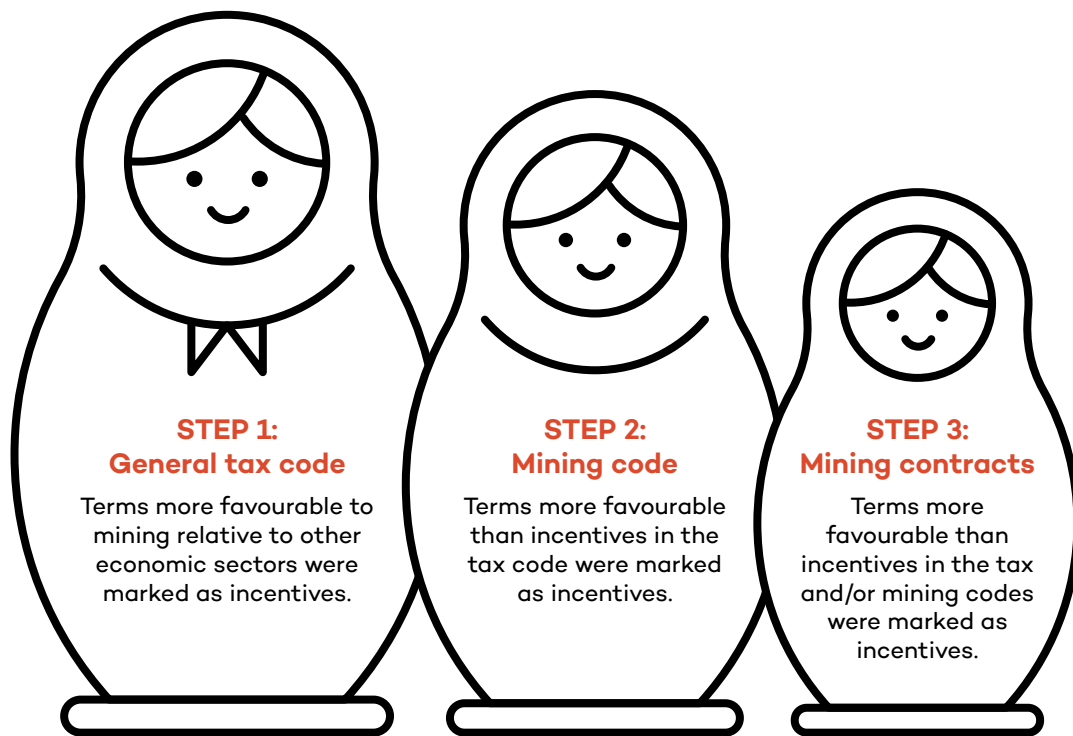 STEP 1:
General tax code
Terms more favourable to
mining relative to other
economic sectors were
marked as incentives.
STEP 2:
Mining code
Terms more favourable
than incentives in the
tax code were marked
as incentives.
STEP 3:
Mining contracts
Terms more
favourable than
incentives in the tax
and/or mining codes
were marked as
incentives.